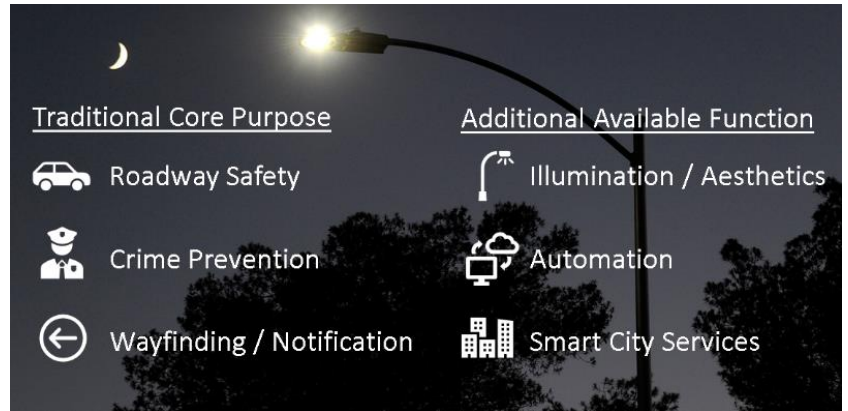 Traditional Core Purpose
Roadway Safety
Crime Prevention
Wayfinding / Notification
Additional Available Function
Illumination / Aesthetics
Automation
Smart City Services